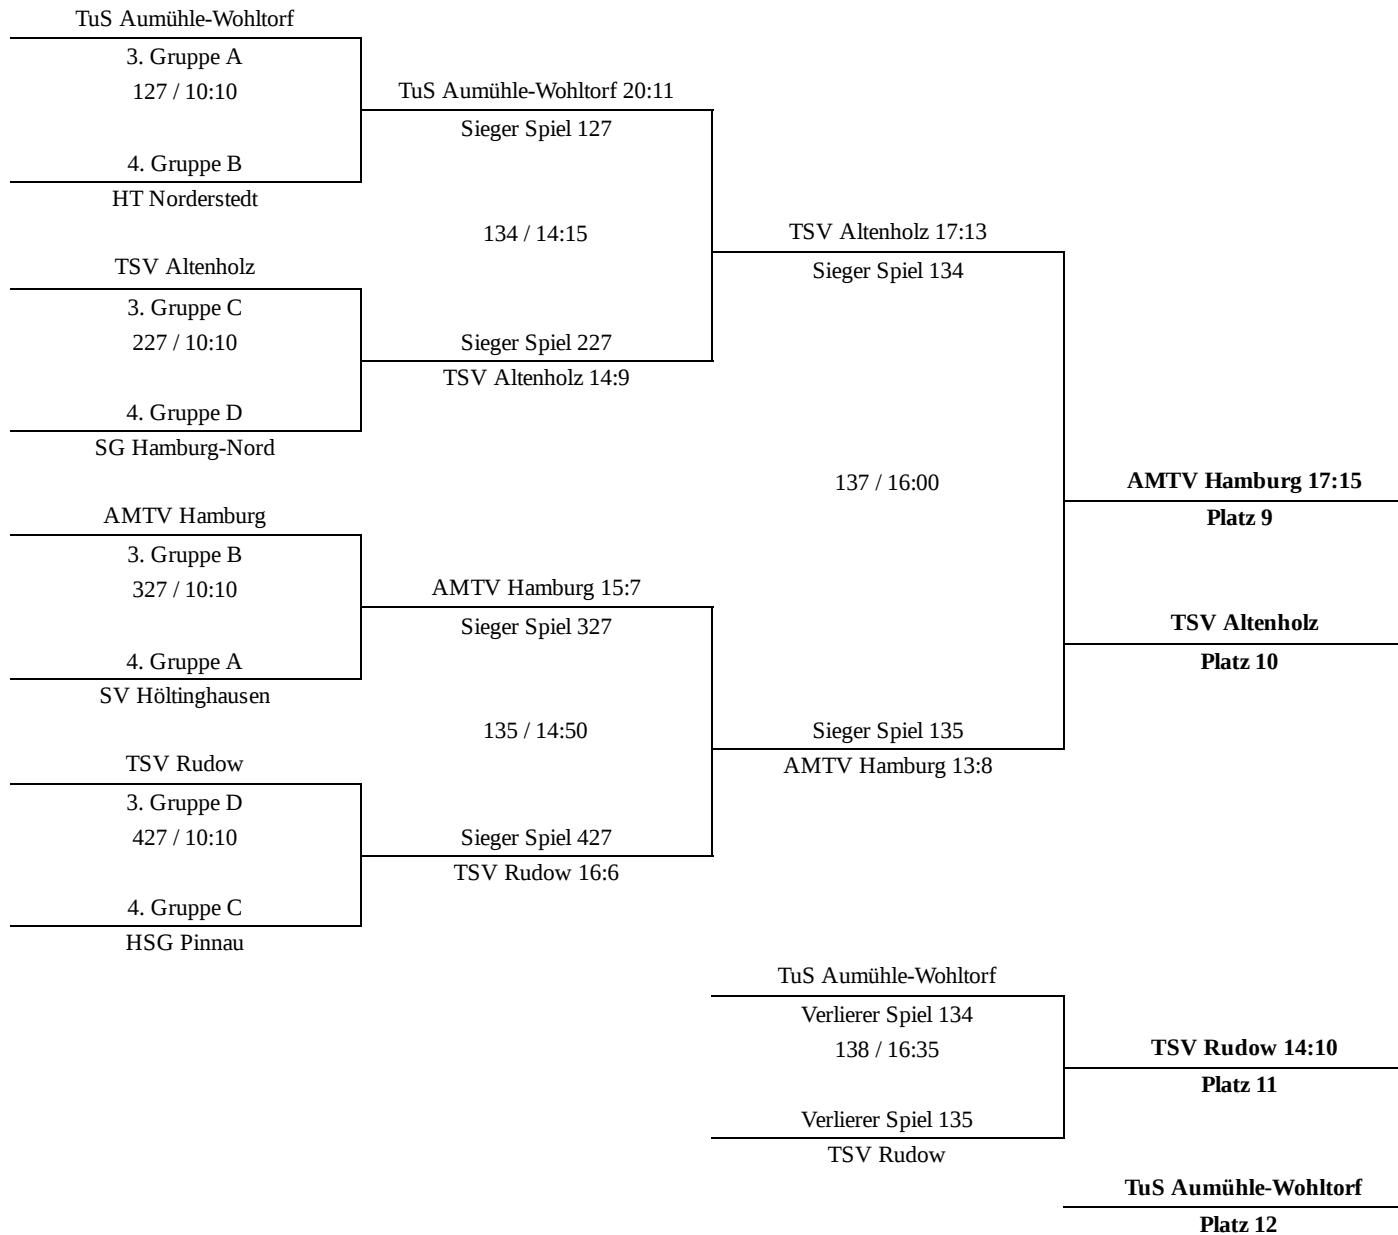 TuS Aumühle-Wohltorf
3. Gruppe A
127 / 10:10
4. Gruppe B
HT Norderstedt
TSV Altenholz
3. Gruppe C
227 / 10:10
4. Gruppe D
SG Hamburg-Nord
AMTV Hamburg
3. Gruppe B
327 / 10:10
4. Gruppe A
SV Höltinghausen
TSV Rudow
3. Gruppe D
427 / 10:10
4. Gruppe C
HSG Pinnau
TuS Aumühle-Wohltorf 20:11
Sieger Spiel 127
134 / 14:15
Sieger Spiel 227
TSV Altenholz 14:9
AMTV Hamburg 15:7
Sieger Spiel 327
135 / 14:50
Sieger Spiel 427
TSV Rudow 16:6
TSV Altenholz 17:13
Sieger Spiel 134
137 / 16:00
Sieger Spiel 135
AMTV Hamburg 13:8
AMTV Hamburg 17:15
Platz 9
TSV Altenholz
Platz 10
TuS Aumühle-Wohltorf
Verlierer Spiel 134
138 / 16:35
Verlierer Spiel 135
TSV Rudow
TSV Rudow 14:10
Platz 11
TuS Aumühle-Wohltorf
Platz 12